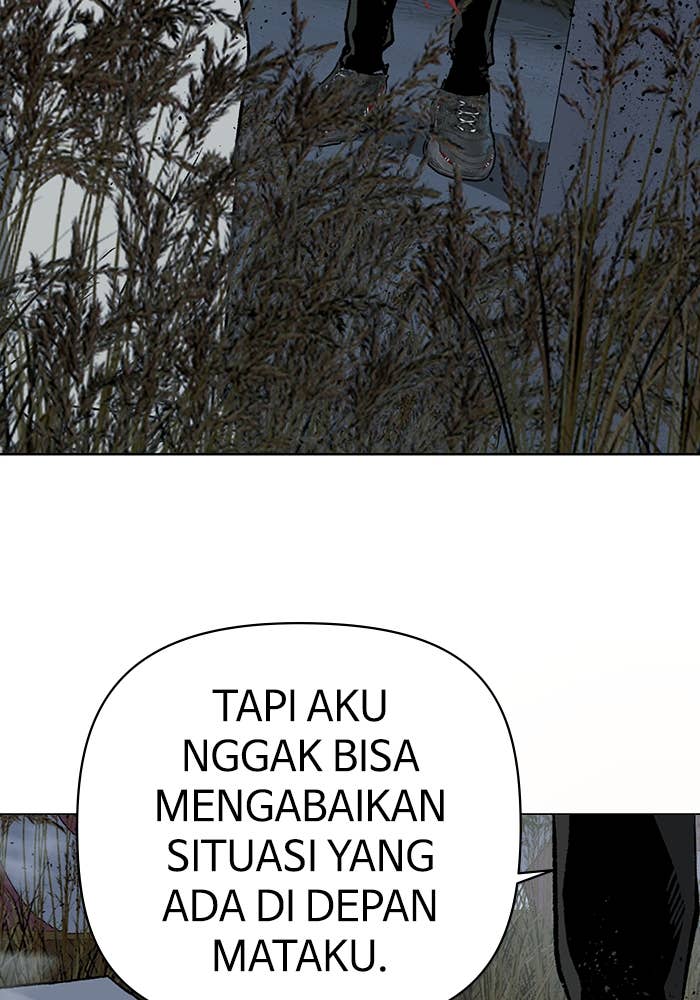 TAPI AKU
NGGAK BISA
MENGABAIKAN
SITUASI YANG
ADA DI DEPAN
MATAKU.